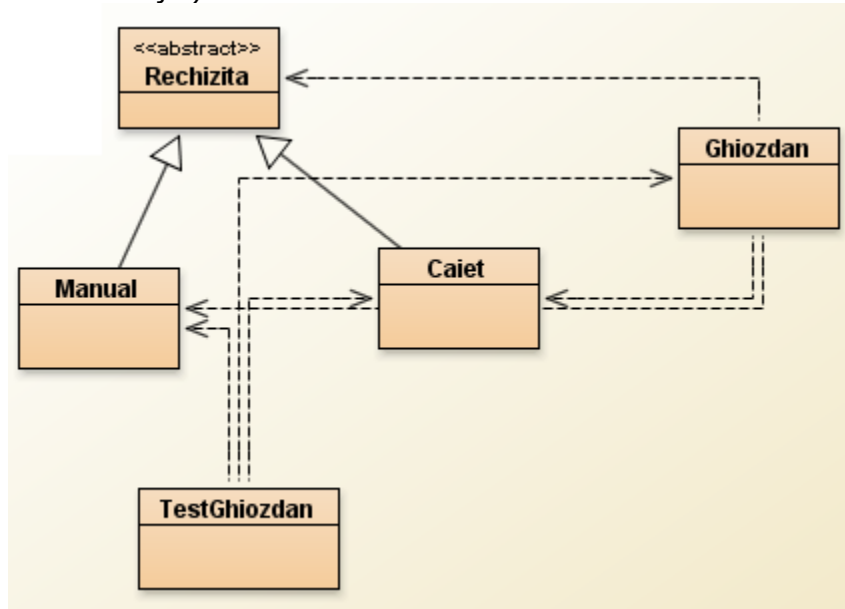 <<abstract>>
Rechizita
Ghiozdan
Caiet
Manual
TestGhiozdan